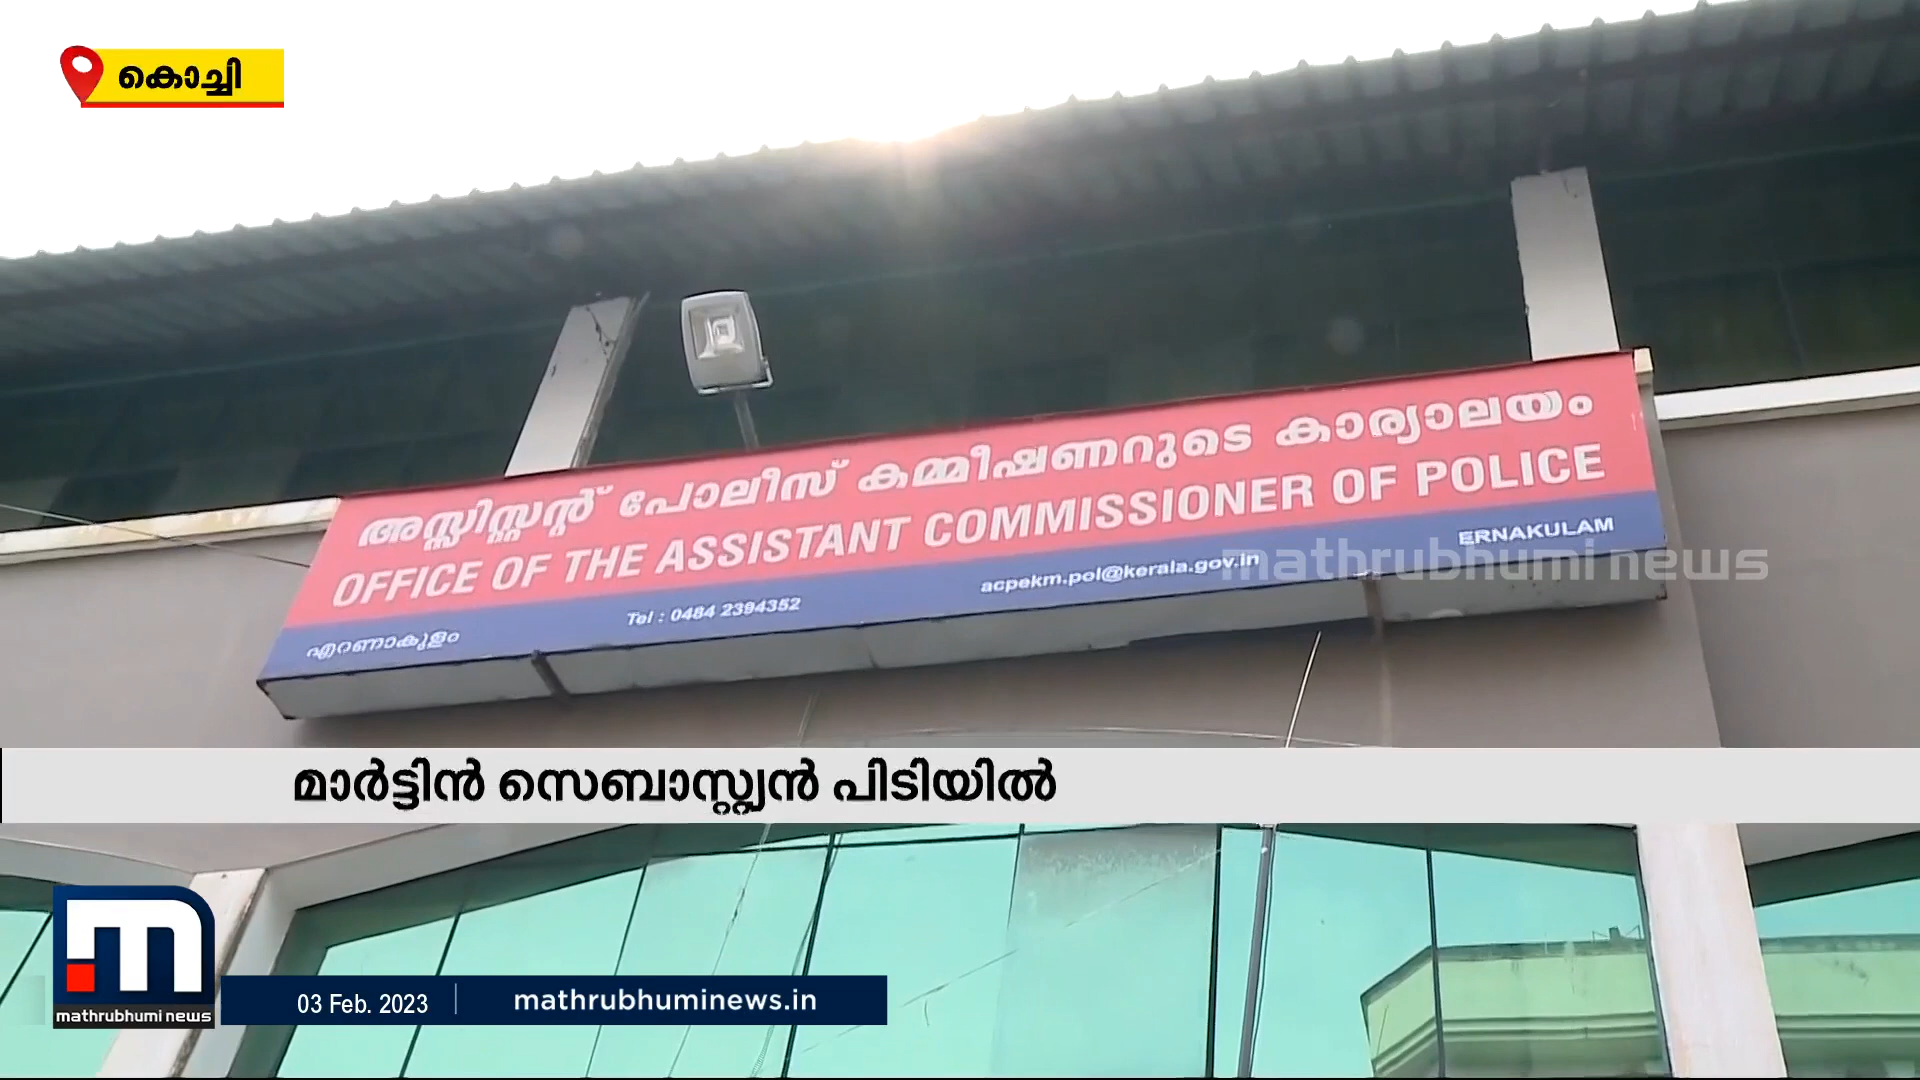 കൊച്ചി
അസ്സിസ്റ്റന്റ് പോലീസ് കമ്മീഷണറുടെ കാര്യാലയം
OFFICE OF THE ASSISTANT COMMISSIONER OF POLICE
എറണാകുളം Tel : 0484 2394352 acpekm.pol@kerala.gov.in ERNAKULAM
mathrubhumi news
മാർട്ടിൻ സെബാസ്റ്റ്യൻ പിടിയിൽ
mathrubhumi news
03 Feb. 2023
mathrubhuminews.in